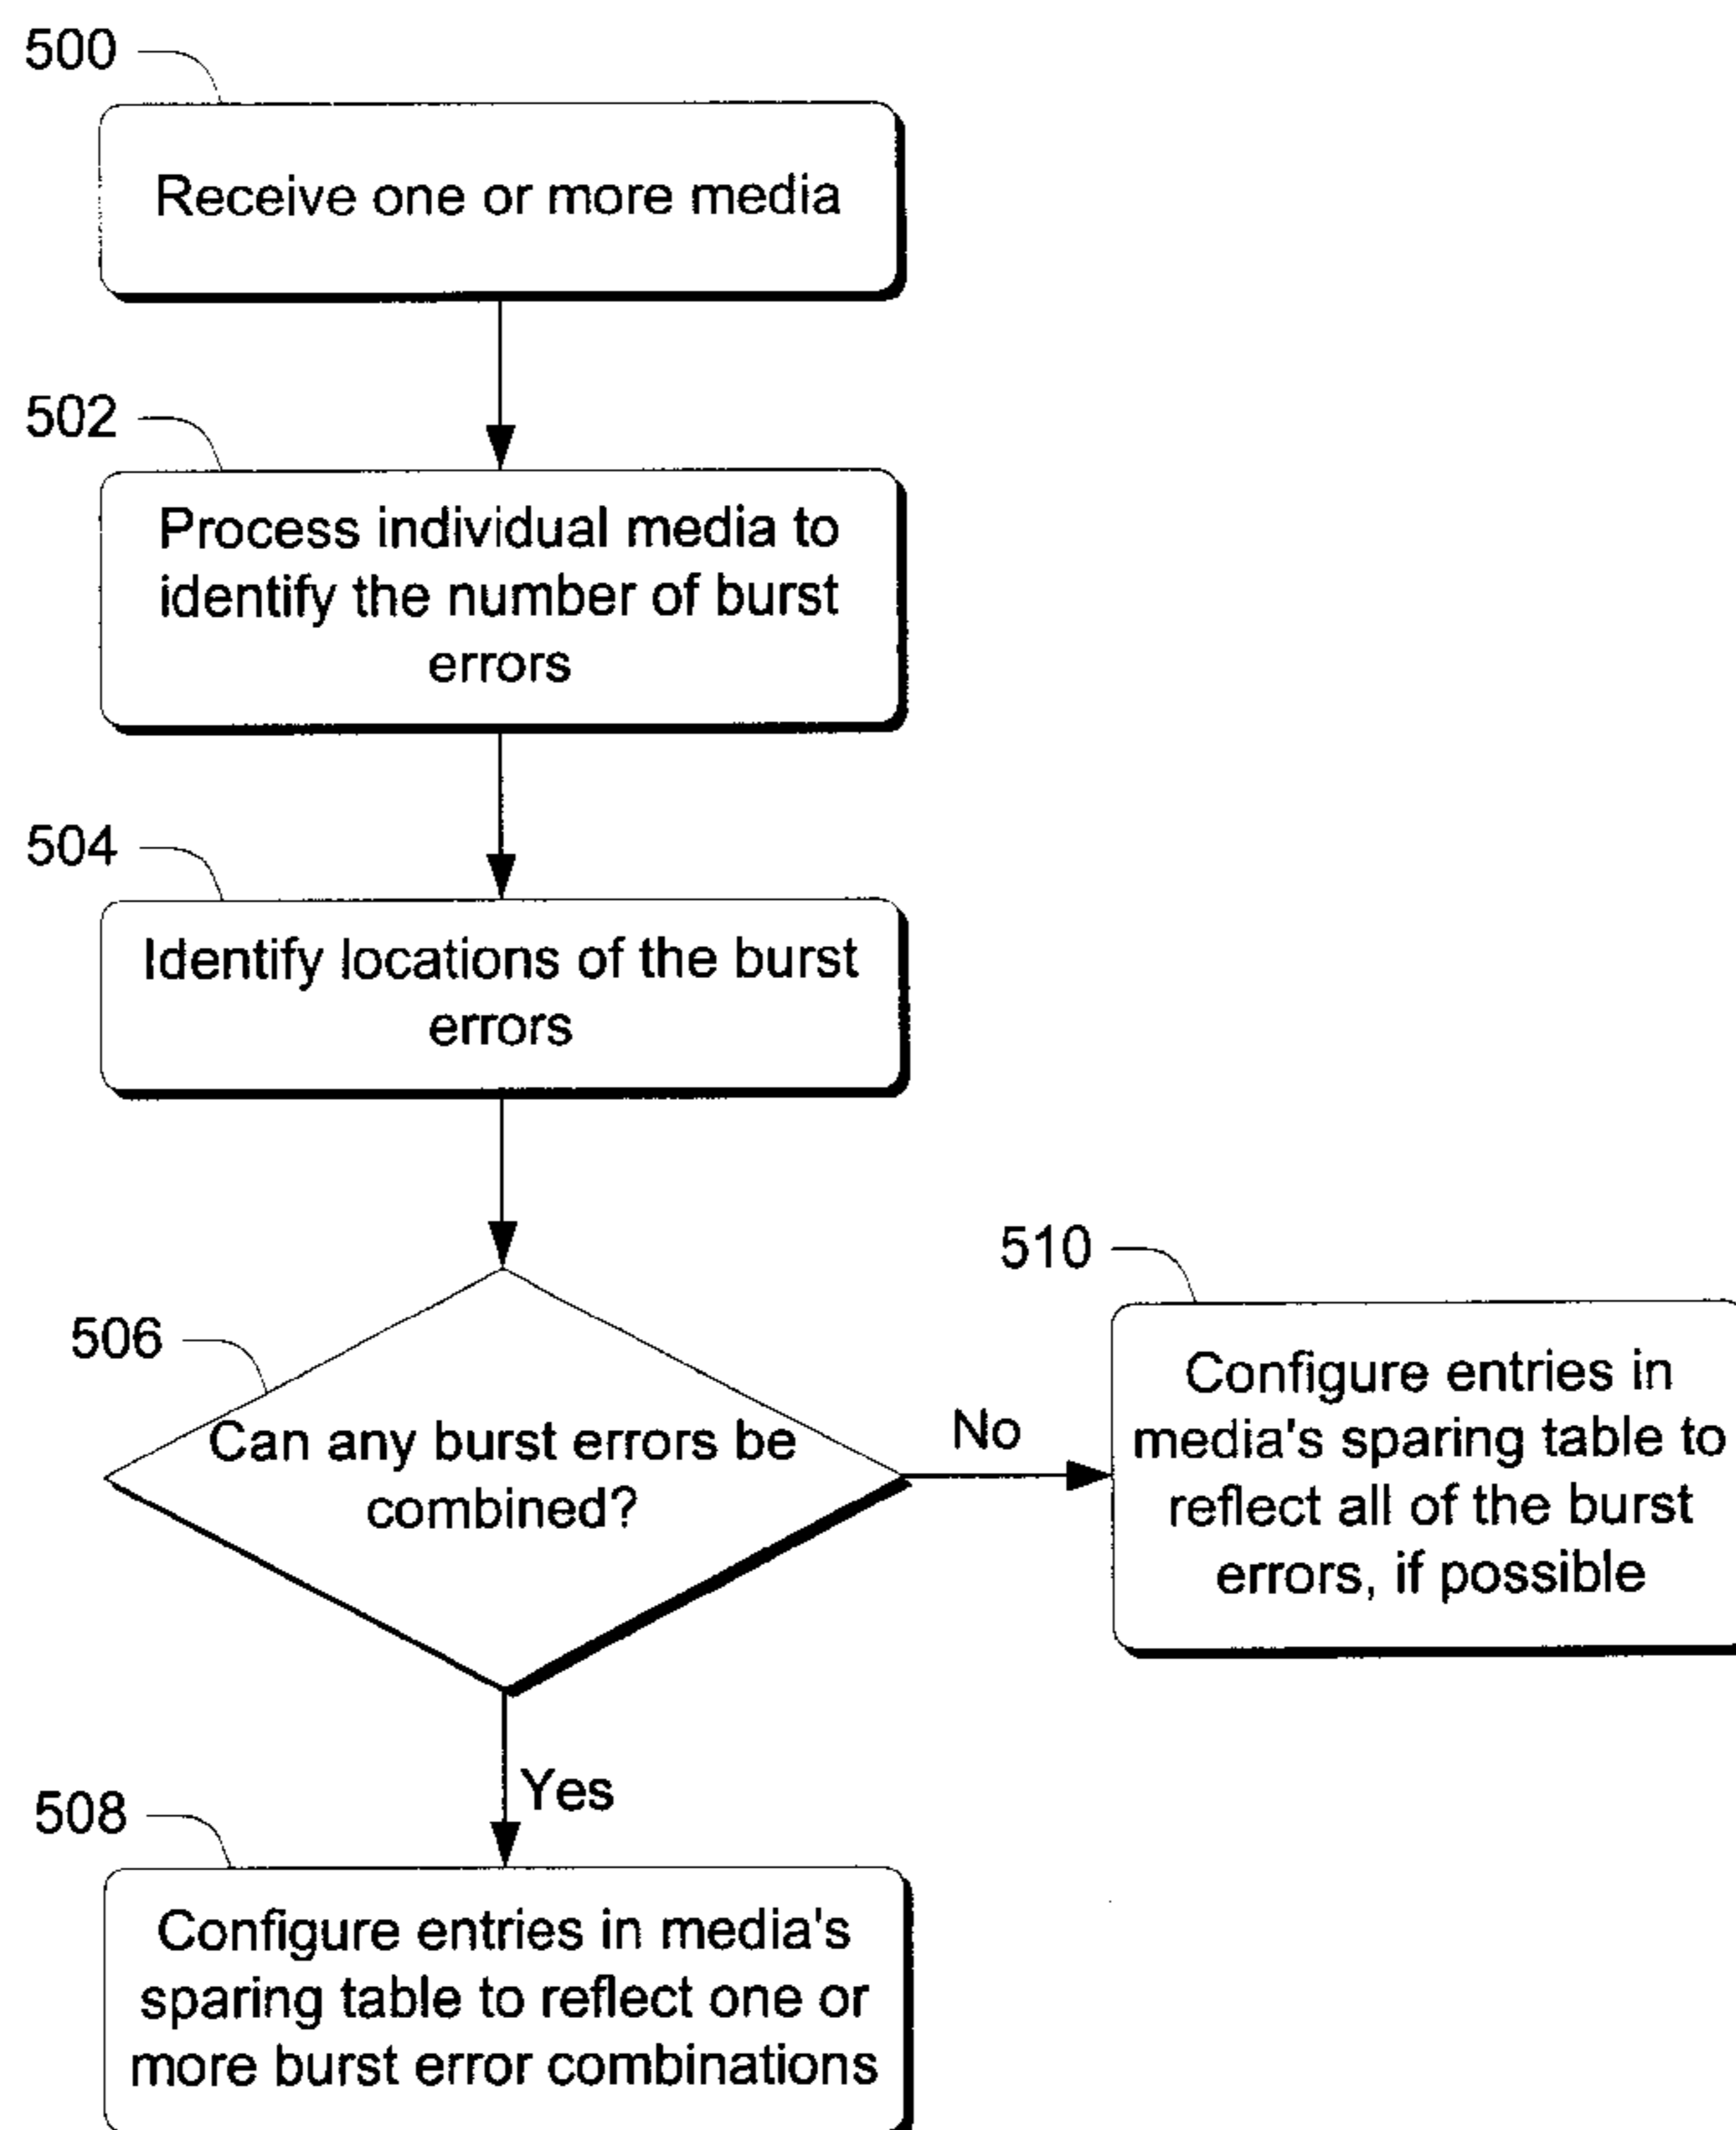 500
Receive one or more media
502
Process individual media to
identify the number of burst
errors
504
Identify locations of the burst
errors
506
Can any burst errors be
combined?
No
510
Configure entries in
media's sparing table to
reflect all of the burst
errors, if possible
Yes
508
Configure entries in media's
sparing table to reflect one or
more burst error combinations